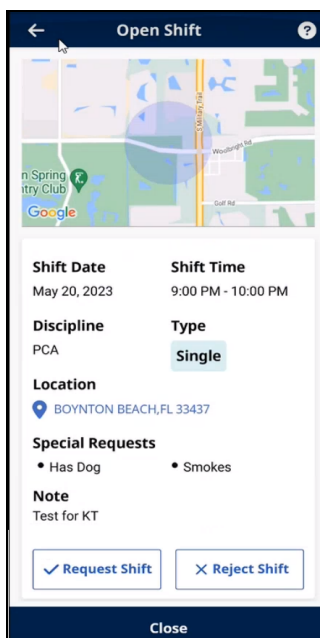 Open Shift
?
S Military Trail
Woolbright Rd
n Spring
ntry Club
Golf Rd
Google
Shift Date
Shift Time
May 20, 2023
9:00 PM - 10:00 PM
Discipline
Type
PCA
Single
Location
BOYNTON BEACH,FL 33437
Special Requests
• Has Dog
• Smokes
Note
Test for KT
Request Shift
Reject Shift
Close